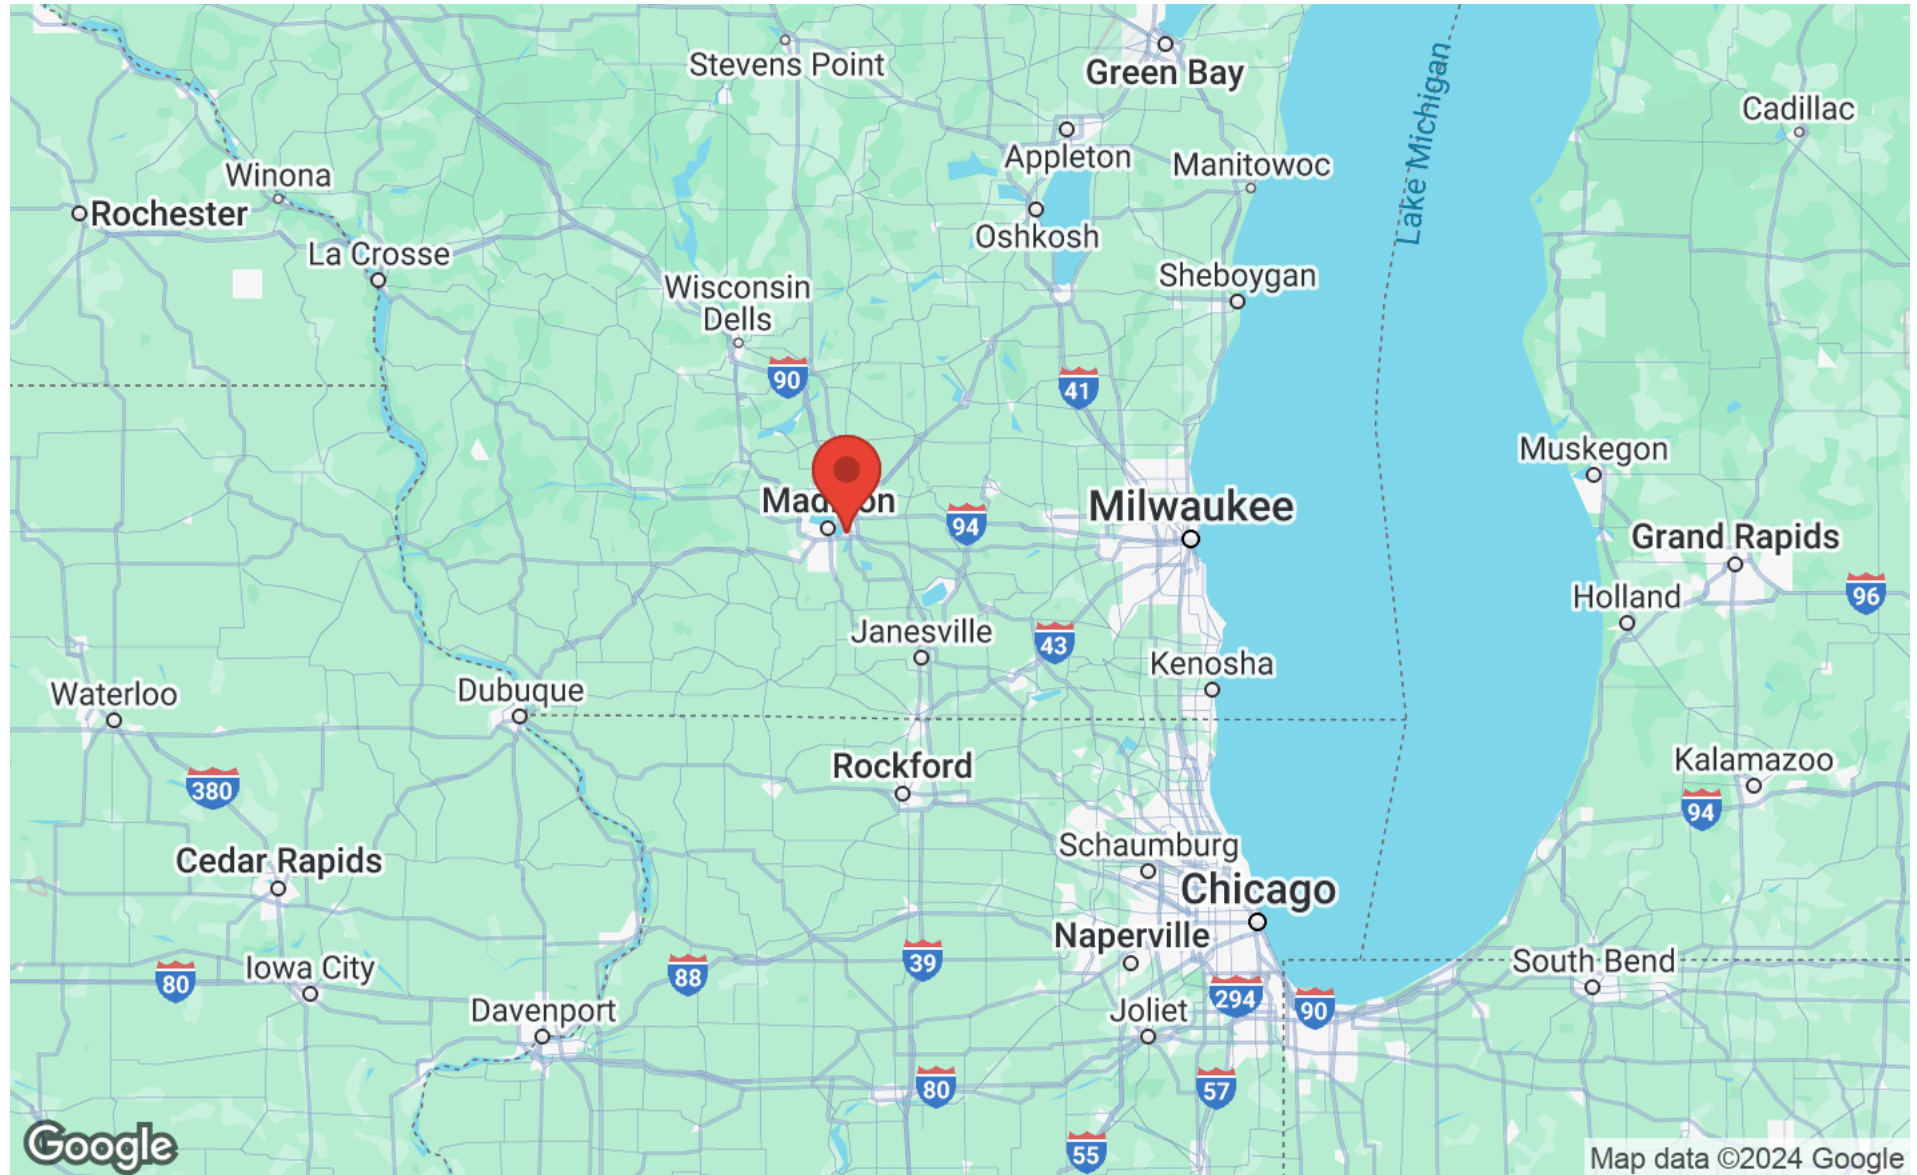 Stevens Point
Green Bay
Cadillac
Appleton
Manitowoc
Lake Michigan
Winona
Rochester
Oshkosh
La Crosse
Wisconsin
Dells
Sheboygan
90
41
Muskegon
Madison
94
Milwaukee
Grand Rapids
96
Holland
Janesville
43
Kenosha
Waterloo
Dubuque
Rockford
Kalamazoo
380
94
Schaumburg
Cedar Rapids
Chicago
Naperville
Iowa City
80
88
39
South Bend
294
90
Davenport
Joliet
80
57
55
Google
Map data ©2024 Google